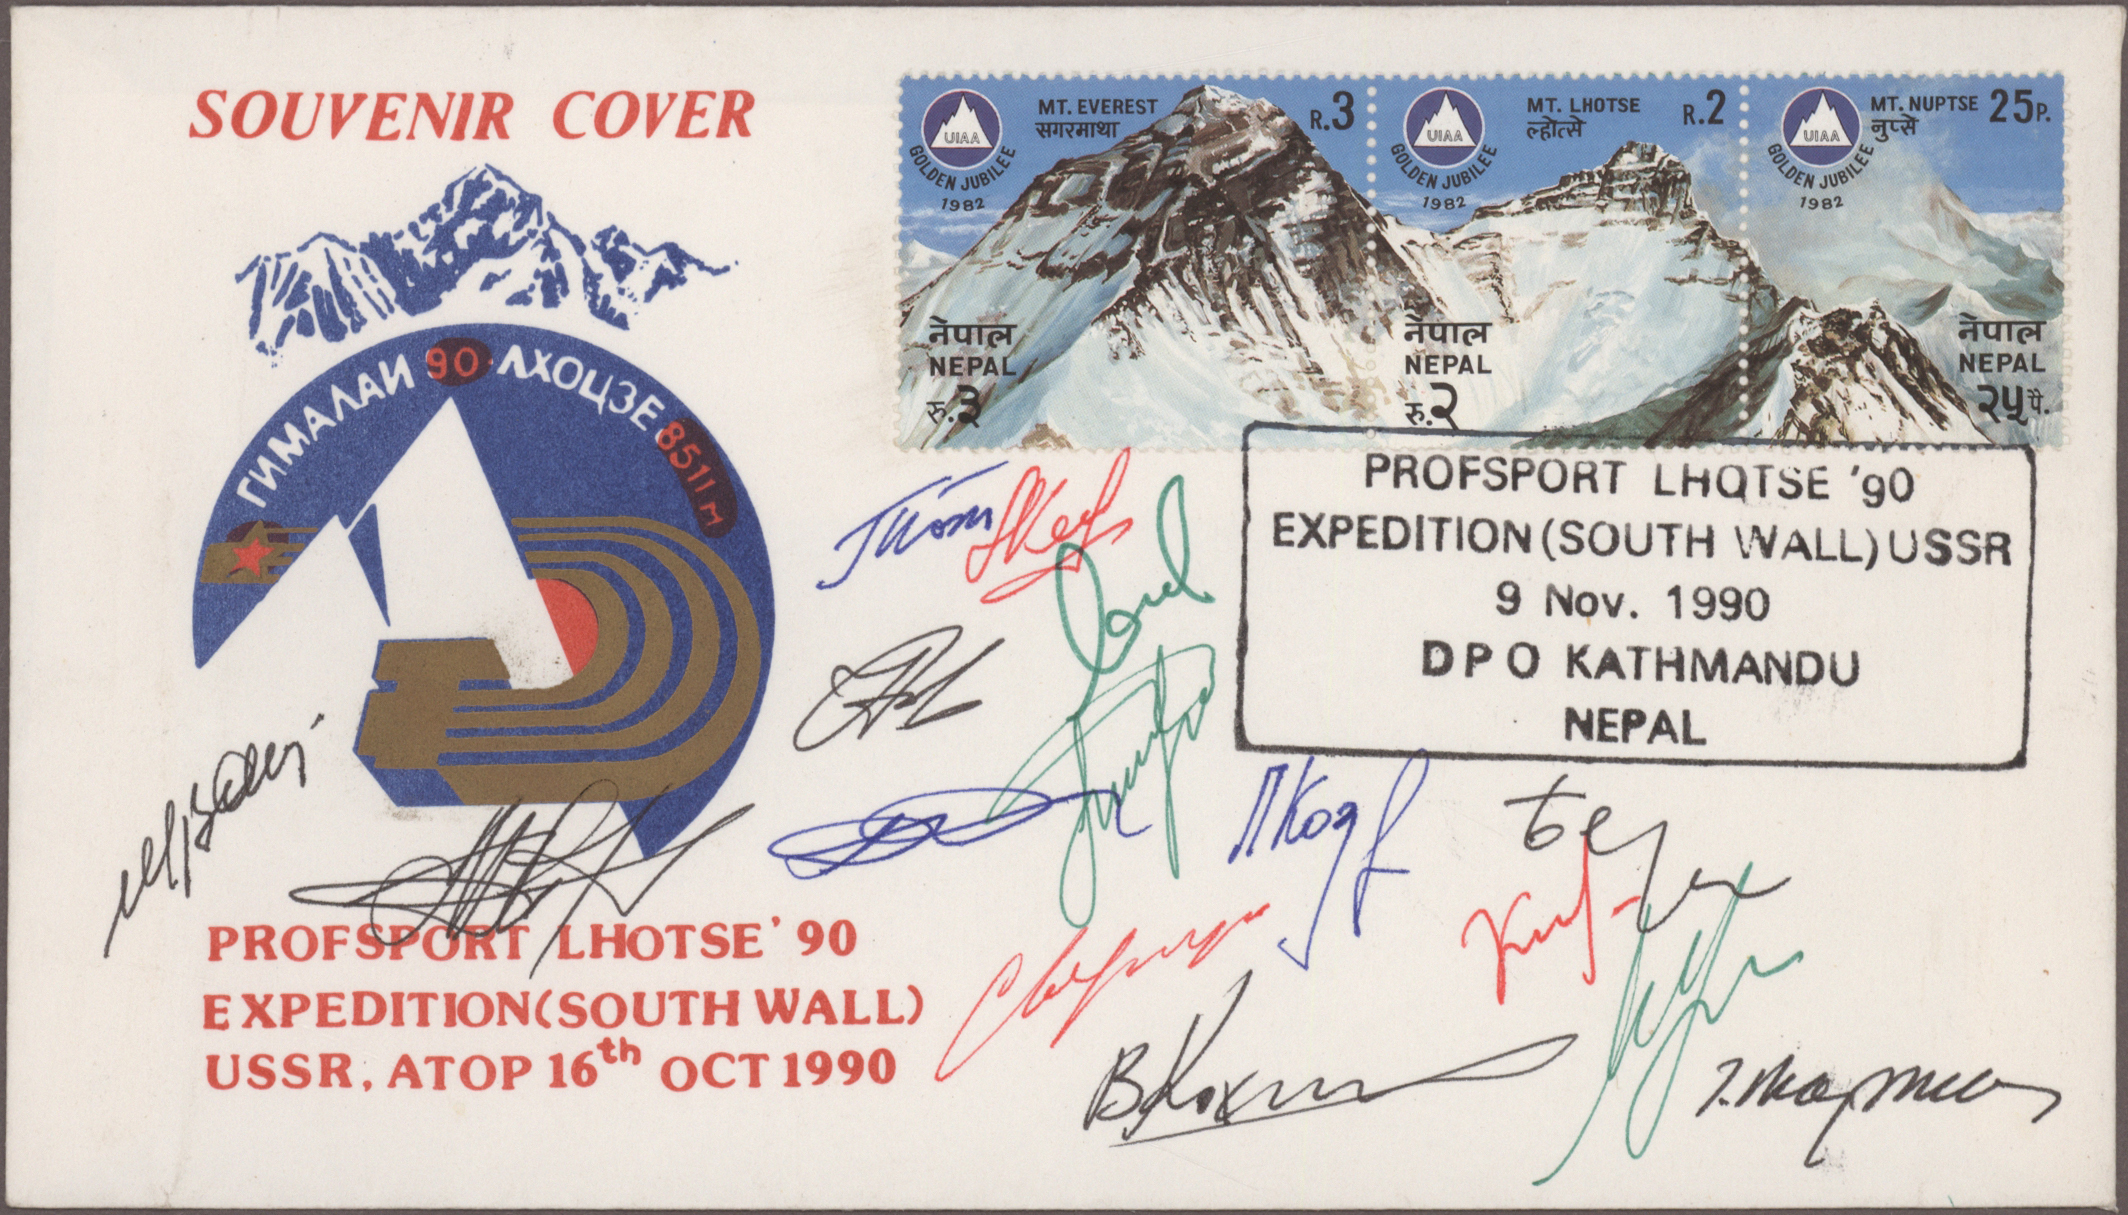 SOUVENIR COVER
ГИМАЛАИ 90 ЛХОЦЗЕ 8511 м
PROFSPORT LHOTSE '90
EXPEDITION (SOUTH WALL)
USSR, ATOP 16th OCT 1990
UIAA
GOLDEN JUBILEE
1982
MT. EVEREST
सगरमाथा
R.3
नेपाल
NEPAL
रु.३
UIAA
GOLDEN JUBILEE
1982
MT. LHOTSE
ल्होत्से
R.2
नेपाल
NEPAL
रु.२
UIAA
GOLDEN JUBILEE
1982
MT. NUPTSE
नुप्से
25P.
नेपाल
NEPAL
२५ पै.
PROFSPORT LHOTSE '90
EXPEDITION (SOUTH WALL) USSR
9 Nov. 1990
DPO KATHMANDU
NEPAL